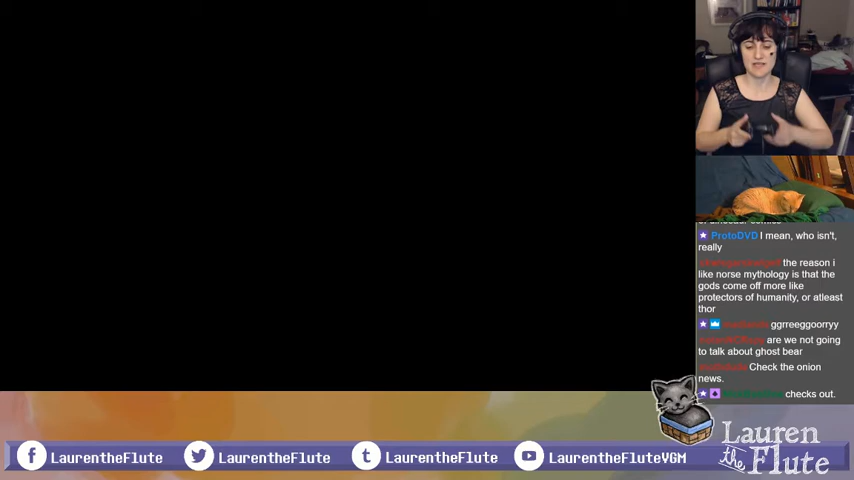 ProtoDVD I mean, who isn't,
really
the reason i
like norse mythology is that the
gods come off more like
protectors of humanity, or atleast
thor
ggrreeggoorryy
are we not going
to talk about ghost bear
Check the onion
news.
checks out.
Lauren
the Flute
LaurentheFlute
LaurentheFlute
LaurentheFlute
LaurentheFluteVGM